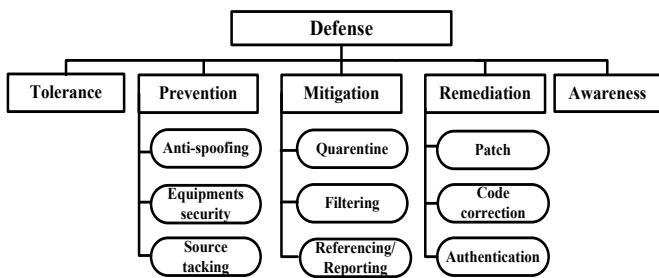 Defense
Tolerance
Prevention
Mitigation
Remediation
Awareness
Anti-spoofing
Quarentine
Patch
Equipments
security
Filtering
Code
correction
Source
tacking
Referencing/
Reporting
Authentication